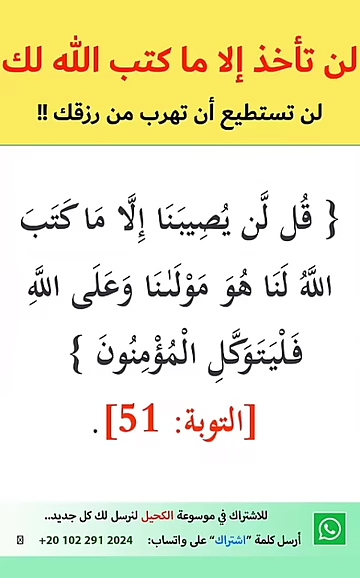 لن تأخذ إلا ما كتب الله لك
لن تستطيع أن تهرب من رزقك !!
{ قُل لَّن يُصِيبَنَا إِلَّا مَا كَتَبَ
اللَّهُ لَنَا هُوَ مَوْلَىٰنَا وَعَلَى اللَّهِ
فَلْيَتَوَكَّلِ الْمُؤْمِنُونَ }
[التوبة: 51].
للاشتراك في موسوعة الكحيل لنرسل لك كل جديد..
أرسل كلمة "اشتراك" على واتساب: +20 102 291 2024